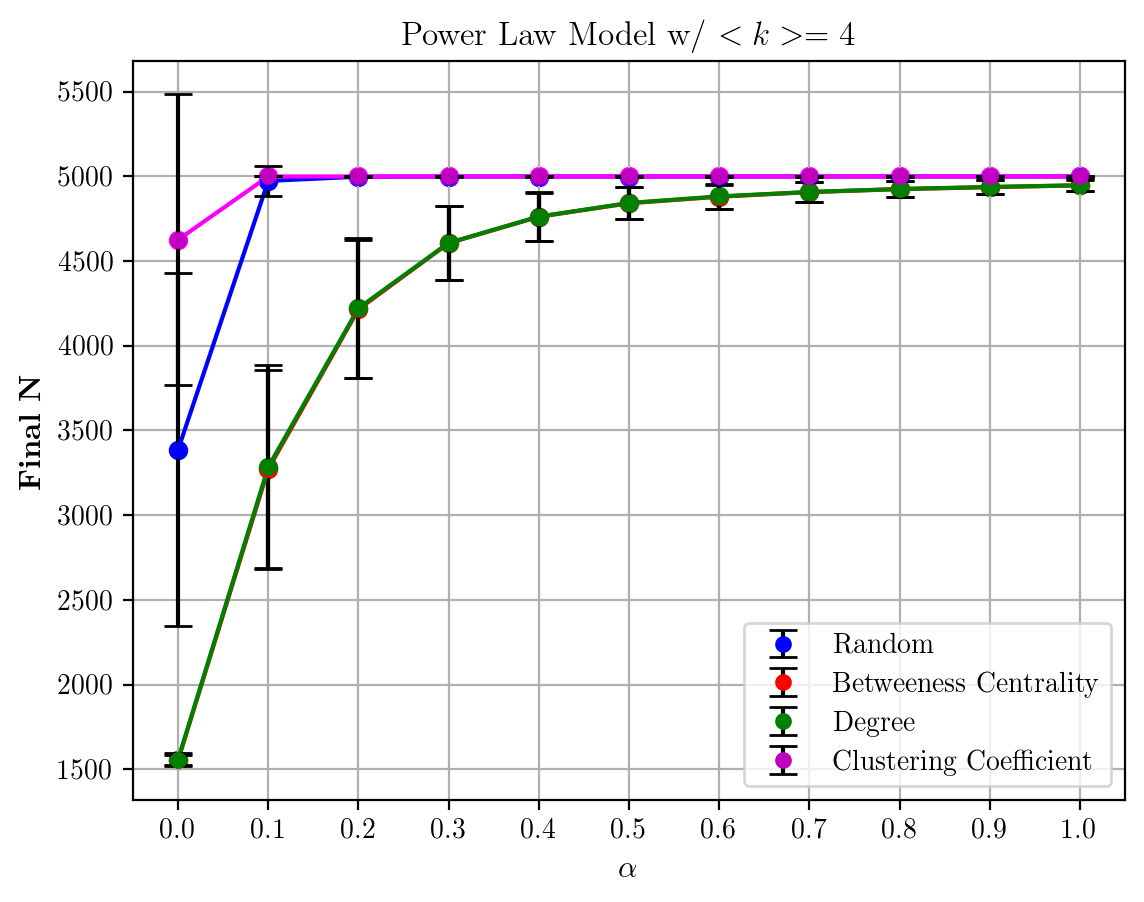 Power Law Model w/ < k >= 4
Final N
5500
5000
4500
4000
3500
3000
2500
2000
1500
Random
Betweeness Centrality
Degree
Clustering Coefficient
0.0 0.1 0.2 0.3 0.4 0.5 0.6 0.7 0.8 0.9 1.0
α